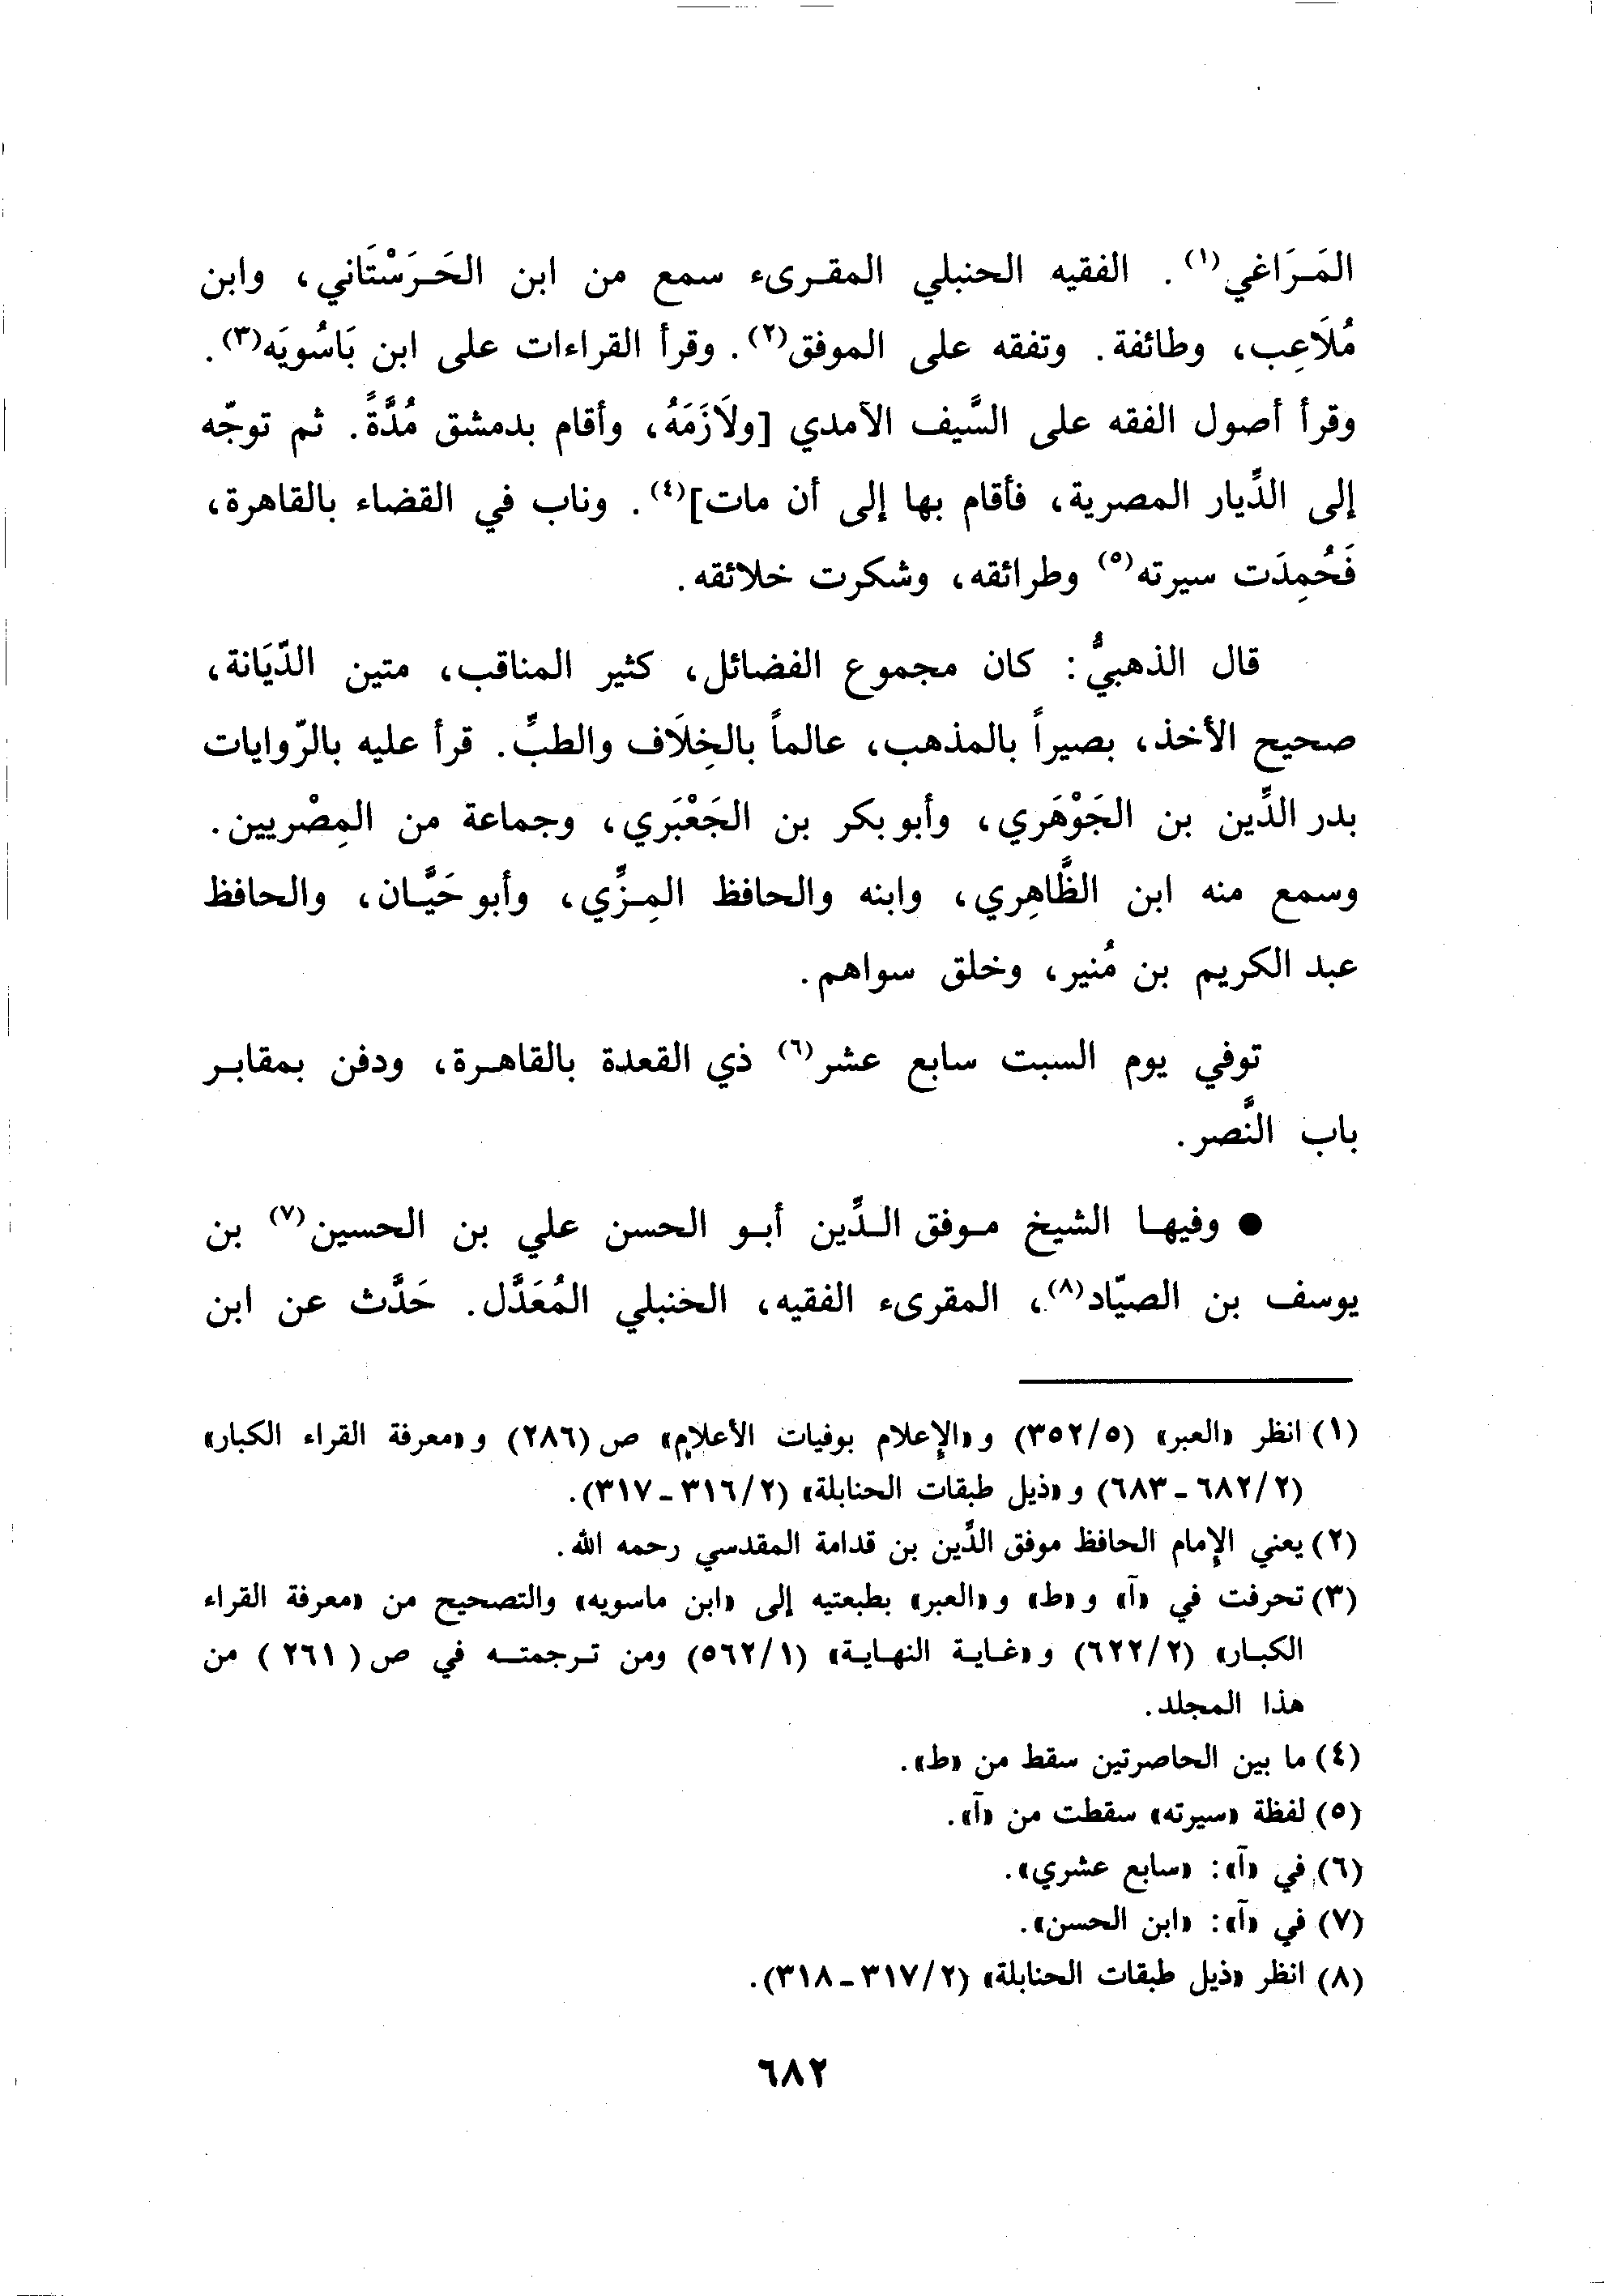 المَرَاغي(١). الفقيه الحنبلي المقرىء سمع من ابن الحَرَسْتَاني، وابن
مُلَاعِب، وطائفة. وتفقه على الموفق(٢). وقرأ القراءات على ابن بَاسُويَه(٣).
وقرأ أصول الفقه على السَّيف الآمدي [ولَازَمَهُ، وأقام بدمشق مُدَّةً. ثم توجّه
إلى الدِّيار المصرية، فأقام بها إلى أن مات](٤). وناب في القضاء بالقاهرة،
فَحُمِدَت سيرته(٥) وطرائقه، وشكرت خلائقه.
قال الذهبيُّ: كان مجموع الفضائل، كثير المناقب، متين الدّيَانة،
صحيح الأخذ، بصيراً بالمذهب، عالماً بالخِلَاف والطبِّ. قرأ عليه بالرّوايات
بدر الدِّين بن الجَوْهَري، وأبو بكر بن الجَعْبَري، وجماعة من المِصْريين.
وسمع منه ابن الظَّاهِري، وابنه والحافظ المِزِّي، وأبو حَيَّان، والحافظ
عبد الكريم بن مُنير، وخلق سواهم.
توفي يوم السبت سابع عشر(٦) ذي القعدة بالقاهرة، ودفن بمقابر
باب النَّصر.
● وفيها الشيخ موفق الدِّين أبو الحسن علي بن الحسين(٧) بن
يوسف بن الصيّاد(٨)، المقرىء الفقيه، الحنبلي المُعَدَّل. حَدَّث عن ابن
(١) انظر «العبر» (٣٥٢/٥) و «الإعلام بوفيات الأعلام» ص (٢٨٦) و «معرفة القراء الكبار»
(٦٨٢/٢ ـ ٦٨٣) و «ذيل طبقات الحنابلة» (٣١٦/٢ ـ ٣١٧).
(٢) يعني الإمام الحافظ موفق الدِّين بن قدامة المقدسي رحمه الله.
(٣) تحرفت في «آ» و «ط» و «العبر» بطبعتيه إلى «ابن ماسويه» والتصحيح من «معرفة القراء
الكبار» (٦٢٢/٢) و «غاية النهاية» (٥٦٢/١) ومن ترجمته في ص (٢٦١) من
هذا المجلد.
(٤) ما بين الحاصرتين سقط من «ط».
(٥) لفظة «سيرته» سقطت من «آ».
(٦) في «آ»: «سابع عشري».
(٧) في «آ»: «ابن الحسن».
(٨) انظر «ذيل طبقات الحنابلة» (٣١٧/٢ ـ ٣١٨).
٦٨٢